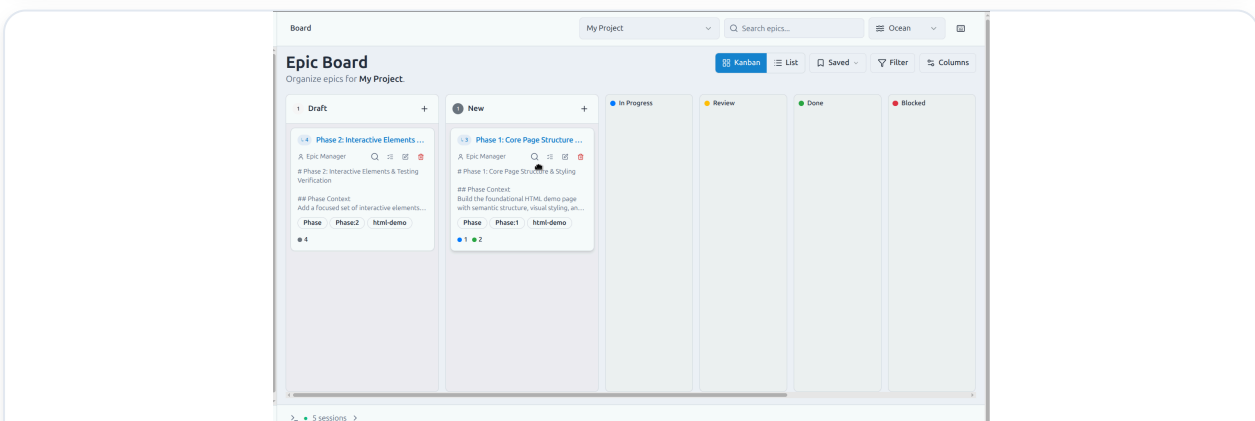 Board
My Project
Search epics...
Ocean
Epic Board
Organize epics for My Project.
Kanban
List
Saved
Filter
Columns
1 Draft +
4 Phase 2: Interactive Elements ...
Epic Manager
# Phase 2: Interactive Elements & Testing
Verification
## Phase Context
Add a focused set of interactive elements...
Phase Phase:2 html-demo
4
1 New +
3 Phase 1: Core Page Structure ...
Epic Manager
# Phase 1: Core Page Structure & Styling
## Phase Context
Build the foundational HTML demo page
with semantic structure, visual styling, an...
Phase Phase:1 html-demo
1 2
In Progress
Review
Done
Blocked
5 sessions